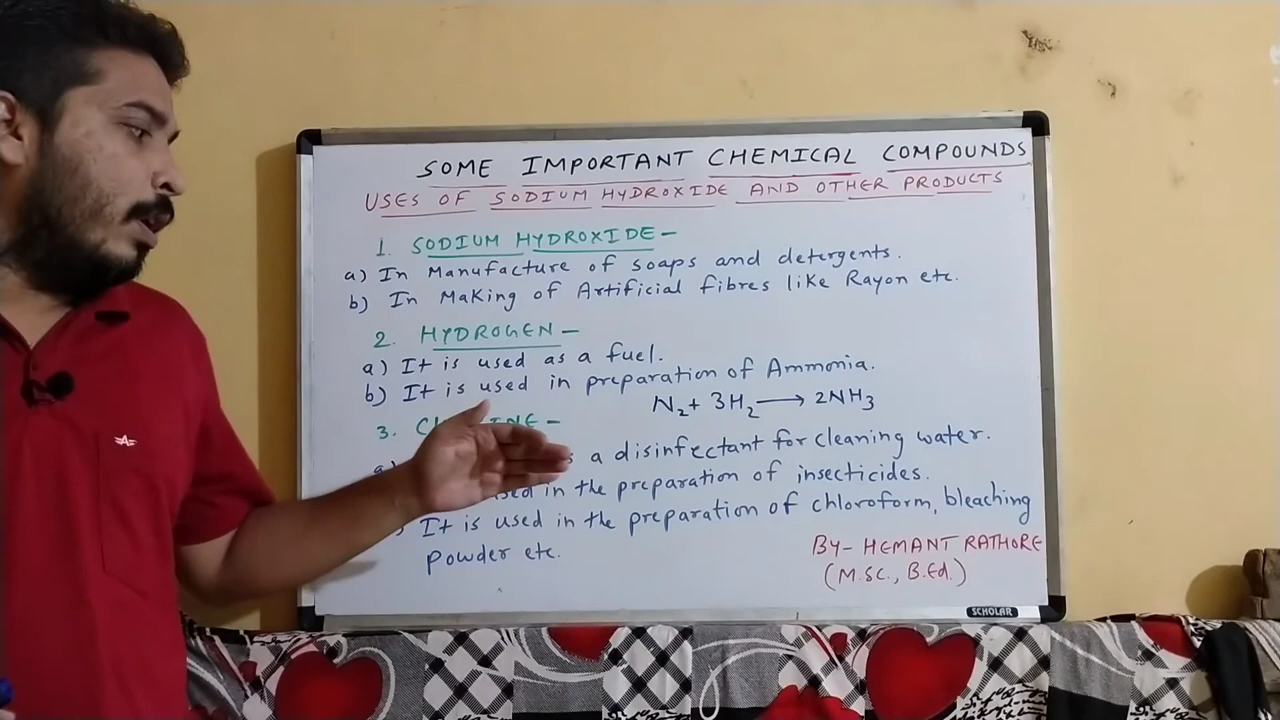 SOME IMPORTANT CHEMICAL COMPOUNDS
USES OF SODIUM HYDROXIDE AND OTHER PRODUCTS
1. SODIUM HYDROXIDE -
a) In Manufacture of soaps and detergents.
b) In Making of Artificial fibres like Rayon etc.
2. HYDROGEN -
a) It is used as a fuel.
b) It is used in preparation of Ammonia.
N₂ + 3H₂ → 2NH₃
3.
a disinfectant for cleaning water.
in the preparation of insecticides.
It is used in the preparation of chloroform, bleaching
powder etc.
BY- HEMANT RATHORE
(M.Sc., B.Ed.)
SCHOLAR